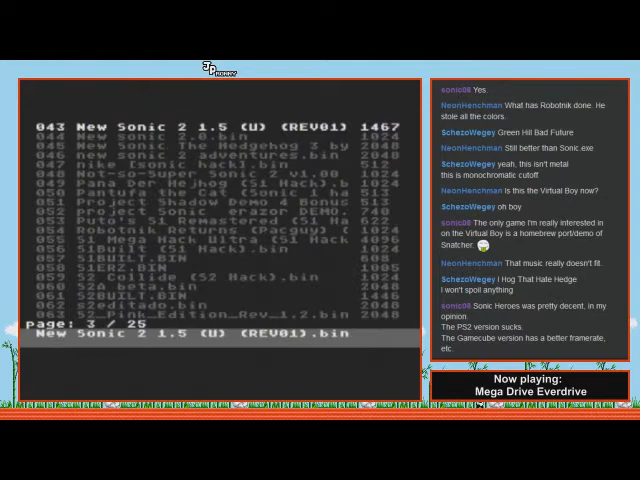 JP
RONNY
043 New Sonic 2 1.5 (U) (REV01) 1467
044 New sonic 2.0.bin 1024
045 New Sonic The Hedgehog 3 by 2048
046 new sonic 2 adventures.bin 2048
047 nike [sonic hack].bin 512
048 Not-so-Super Sonic 2 v1.00 1024
049 Pana Der Hejhog (S1 Hack).b 1024
050 Pantufa the Cat (Sonic 1 ha 513
051 Project Shadow Demo 4 Bonus 513
052 project Sonic erazor DEMO. 740
053 Puto's S1 Remastered (S1 Ha 622
054 Robotnik Returns (Pacguy) ( 1024
055 S1 Mega Hack Ultra (S1 Hack 4096
056 S1Built (S1 Hack).bin 1024
057 S1BUILT.BIN 608
058 S1ERZ.BIN 1005
059 S2 Collide (S2 Hack).bin 1024
060 S2A beta.bin 2048
061 S2BUILT.BIN 1446
062 s2editado.bin 2048
063 S2_Pink_Edition_Rev_1.2.bin 2048
page: 3 / 25
New Sonic 2 1.5 (U) (REV01).bin
sonic08 Yes.
NeonHenchman What has Robotnik done. He
stole all the colors.
SchezoWegey Green Hill Bad Future
NeonHenchman Still better than Sonic.exe
SchezoWegey yeah, this isn't metal
this is monochromatic cutoff
NeonHenchman Is this the Virtual Boy now?
SchezoWegey oh boy
sonic08 The only game I'm really interested in
on the Virtual Boy is a homebrew port/demo of
Snatcher.
NeonHenchman That music really doesn't fit.
SchezoWegey I Hog That Hate Hedge
I won't spoil anything
sonic08 Sonic Heroes was pretty decent, in my
opinion.
The PS2 version sucks.
The Gamecube version has a better framerate,
etc.
Now playing:
Mega Drive Everdrive